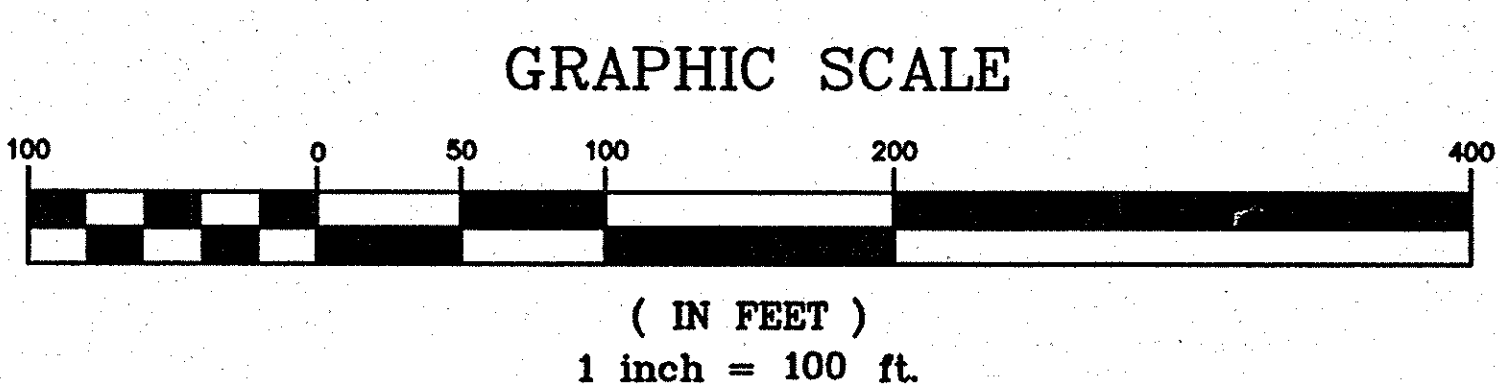 GRAPHIC SCALE
100 0 50 100 200 400
( IN FEET )
1 inch = 100 ft.